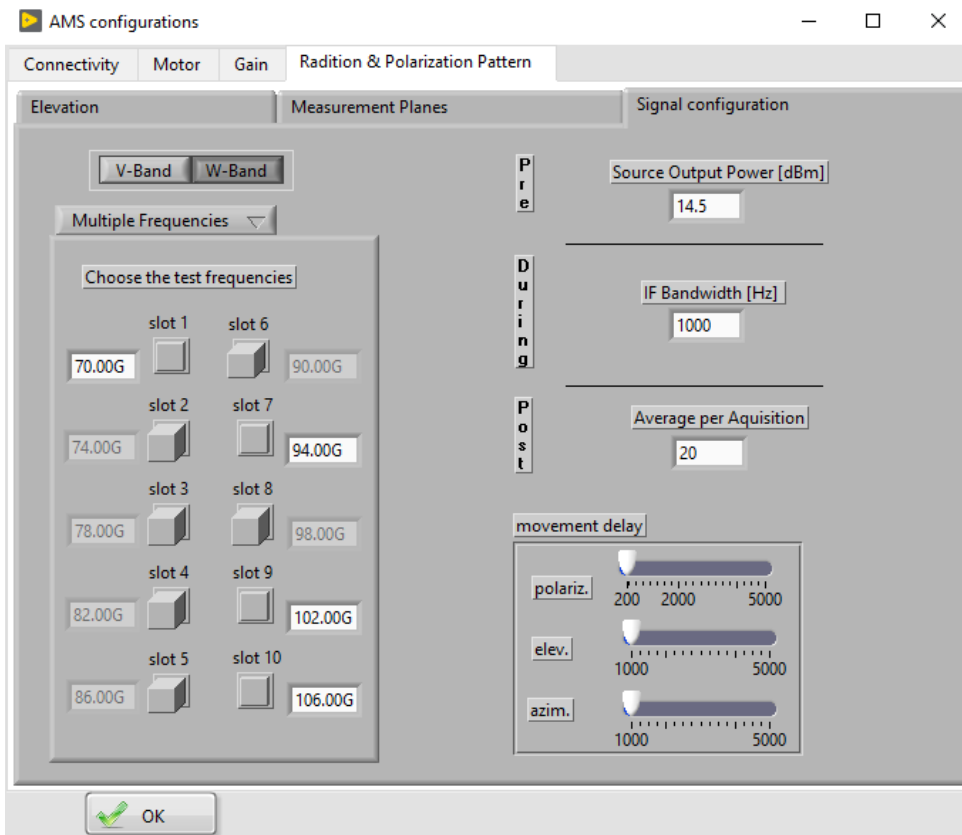 AMS configurations
Connectivity Motor Gain Radition & Polarization Pattern
Elevation Measurement Planes Signal configuration
V-Band W-Band
Multiple Frequencies
Choose the test frequencies
slot 1 slot 6
70.00G 90.00G
slot 2 slot 7
74.00G 94.00G
slot 3 slot 8
78.00G 98.00G
slot 4 slot 9
82.00G 102.00G
slot 5 slot 10
86.00G 106.00G
Pre
Source Output Power [dBm]
14.5
During
IF Bandwidth [Hz]
1000
Post
Average per Aquisition
20
movement delay
polariz.
200 2000 5000
elev.
1000 5000
azim.
1000 5000
OK